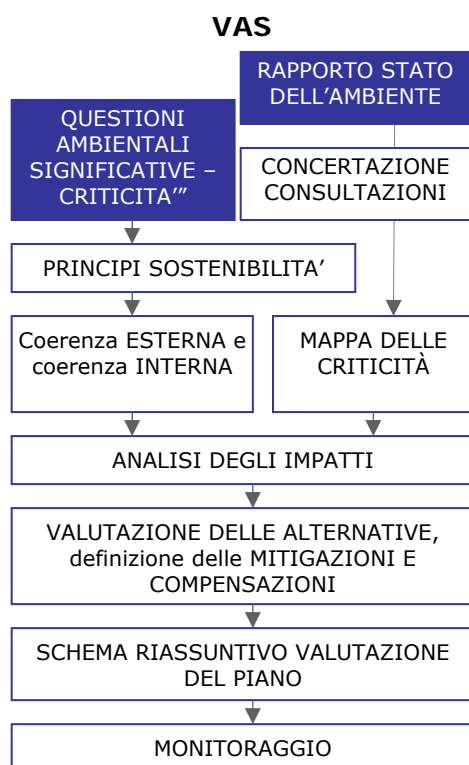 VAS
RAPPORTO STATO
DELL’AMBIENTE
QUESTIONI
AMBIENTALI
SIGNIFICATIVE –
CRITICITA’”
CONCERTAZIONE
CONSULTAZIONI
PRINCIPI SOSTENIBILITA’
Coerenza ESTERNA e
coerenza INTERNA
MAPPA DELLE
CRITICITÀ
ANALISI DEGLI IMPATTI
VALUTAZIONE DELLE ALTERNATIVE,
definizione delle MITIGAZIONI E
COMPENSAZIONI
SCHEMA RIASSUNTIVO VALUTAZIONE
DEL PIANO
MONITORAGGIO